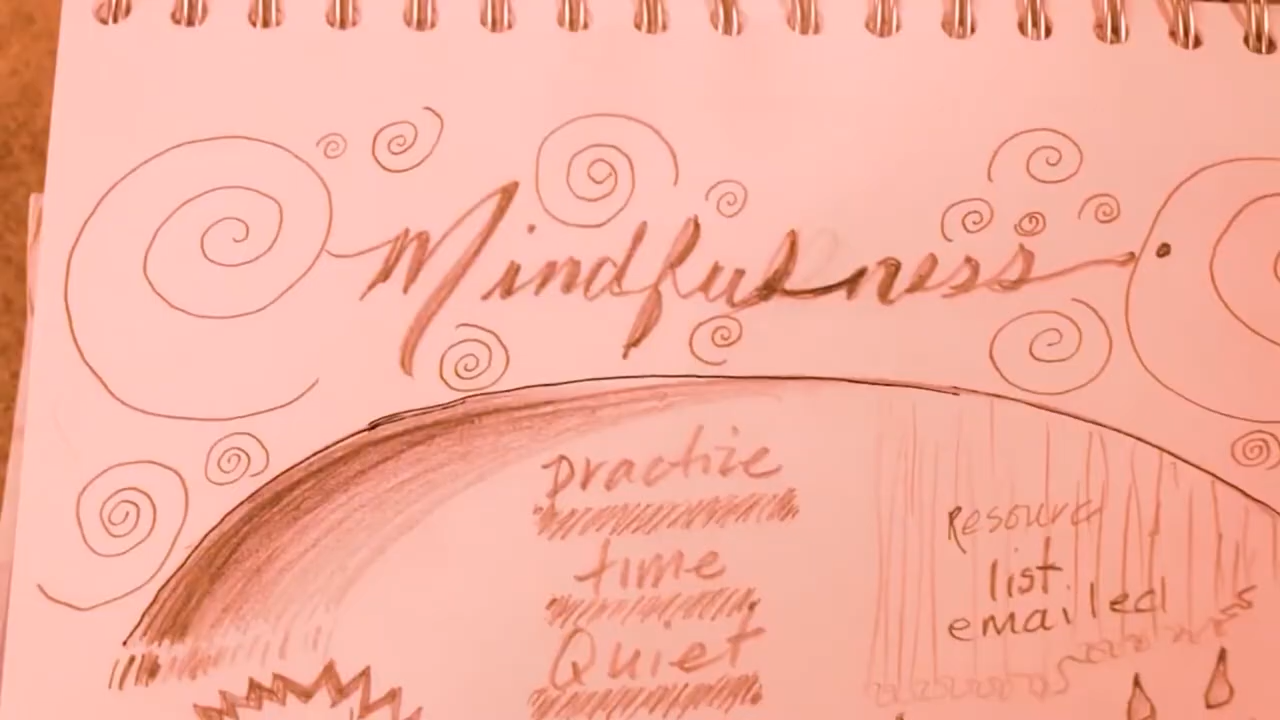 Mindfulness
practice
time
Quiet
Resource
list
emailed